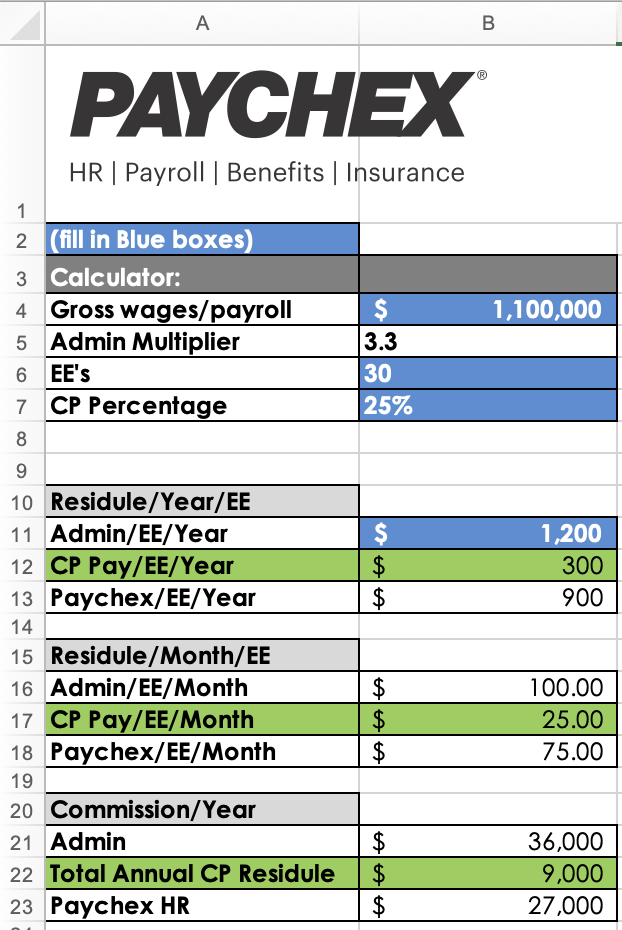 A B
PAYCHEX®
HR | Payroll | Benefits | Insurance
1
2 (fill in Blue boxes)
3 Calculator:
4 Gross wages/payroll $ 1,100,000
5 Admin Multiplier 3.3
6 EE's 30
7 CP Percentage 25%
8
9
10 Residule/Year/EE
11 Admin/EE/Year $ 1,200
12 CP Pay/EE/Year $ 300
13 Paychex/EE/Year $ 900
14
15 Residule/Month/EE
16 Admin/EE/Month $ 100.00
17 CP Pay/EE/Month $ 25.00
18 Paychex/EE/Month $ 75.00
19
20 Commission/Year
21 Admin $ 36,000
22 Total Annual CP Residule $ 9,000
23 Paychex HR $ 27,000